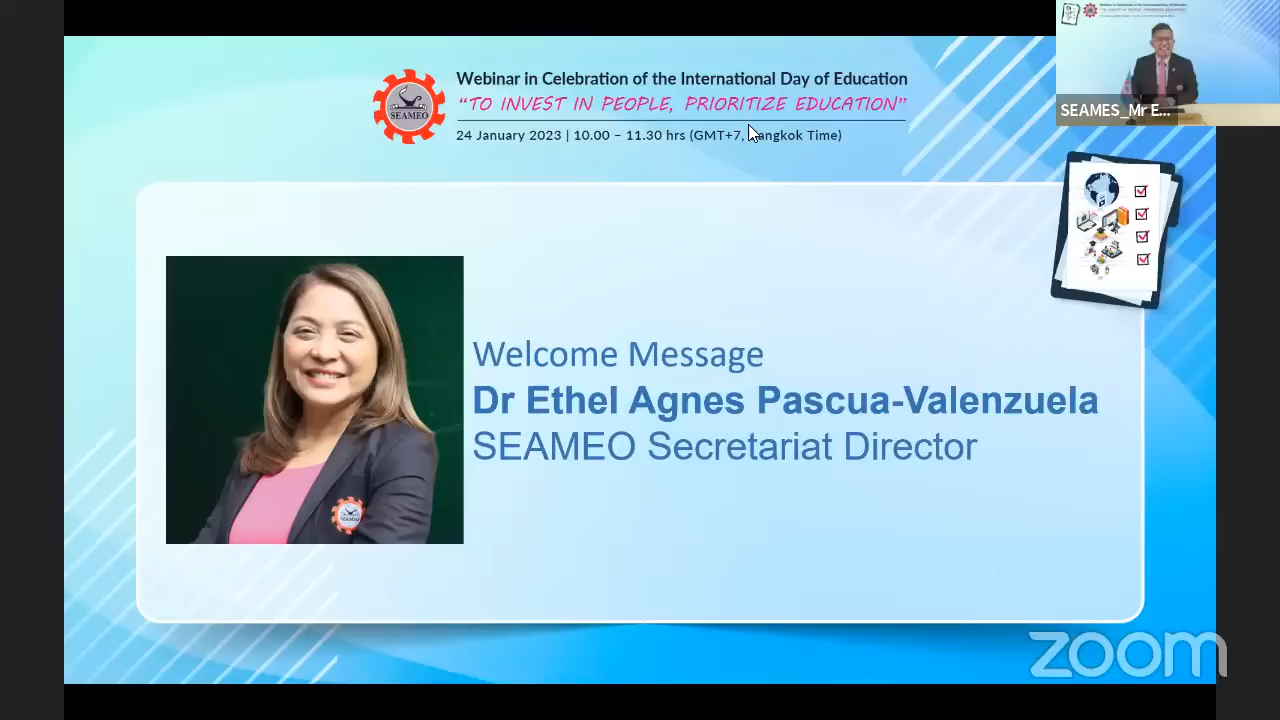 Webinar in Celebration of the International Day of Education
"TO INVEST IN PEOPLE, PRIORITIZE EDUCATION"
24 January 2023 | 10.00 – 11.30 hrs (GMT+7, Bangkok Time)
SEAMEO
SEAMES_Mr E...
Welcome Message
Dr Ethel Agnes Pascua-Valenzuela
SEAMEO Secretariat Director
SEAMEO
zoom